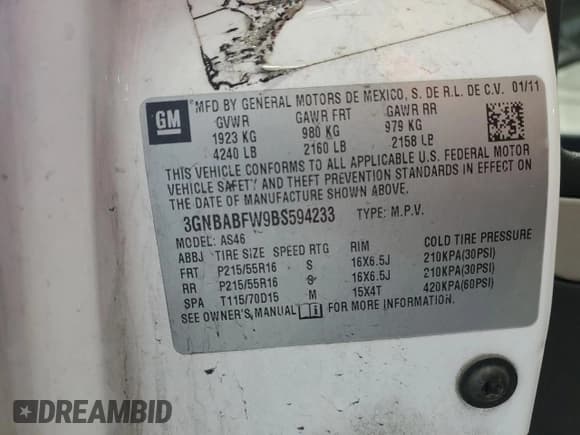 GM
MFD BY GENERAL MOTORS DE MEXICO, S. DE R.L. DE C.V. 01/11
GVWR GAWR FRT GAWR RR
1923 KG 980 KG 979 KG
4240 LB 2160 LB 2158 LB
THIS VEHICLE CONFORMS TO ALL APPLICABLE U.S. FEDERAL MOTOR
VEHICLE SAFETY AND THEFT PREVENTION STANDARDS IN EFFECT ON
THE DATE OF MANUFACTURE SHOWN ABOVE.
3GNBABFW9BS594233 TYPE: M.P.V.
MODEL: AS46
ABBJ TIRE SIZE SPEED RTG RIM COLD TIRE PRESSURE
FRT P215/55R16 S 16X6.5J 210KPA(30PSI)
RR P215/55R16 S 16X6.5J 210KPA(30PSI)
SPA T115/70D15 M 15X4T 420KPA(60PSI)
SEE OWNER'S MANUAL FOR MORE INFORMATION.
DREAMBID